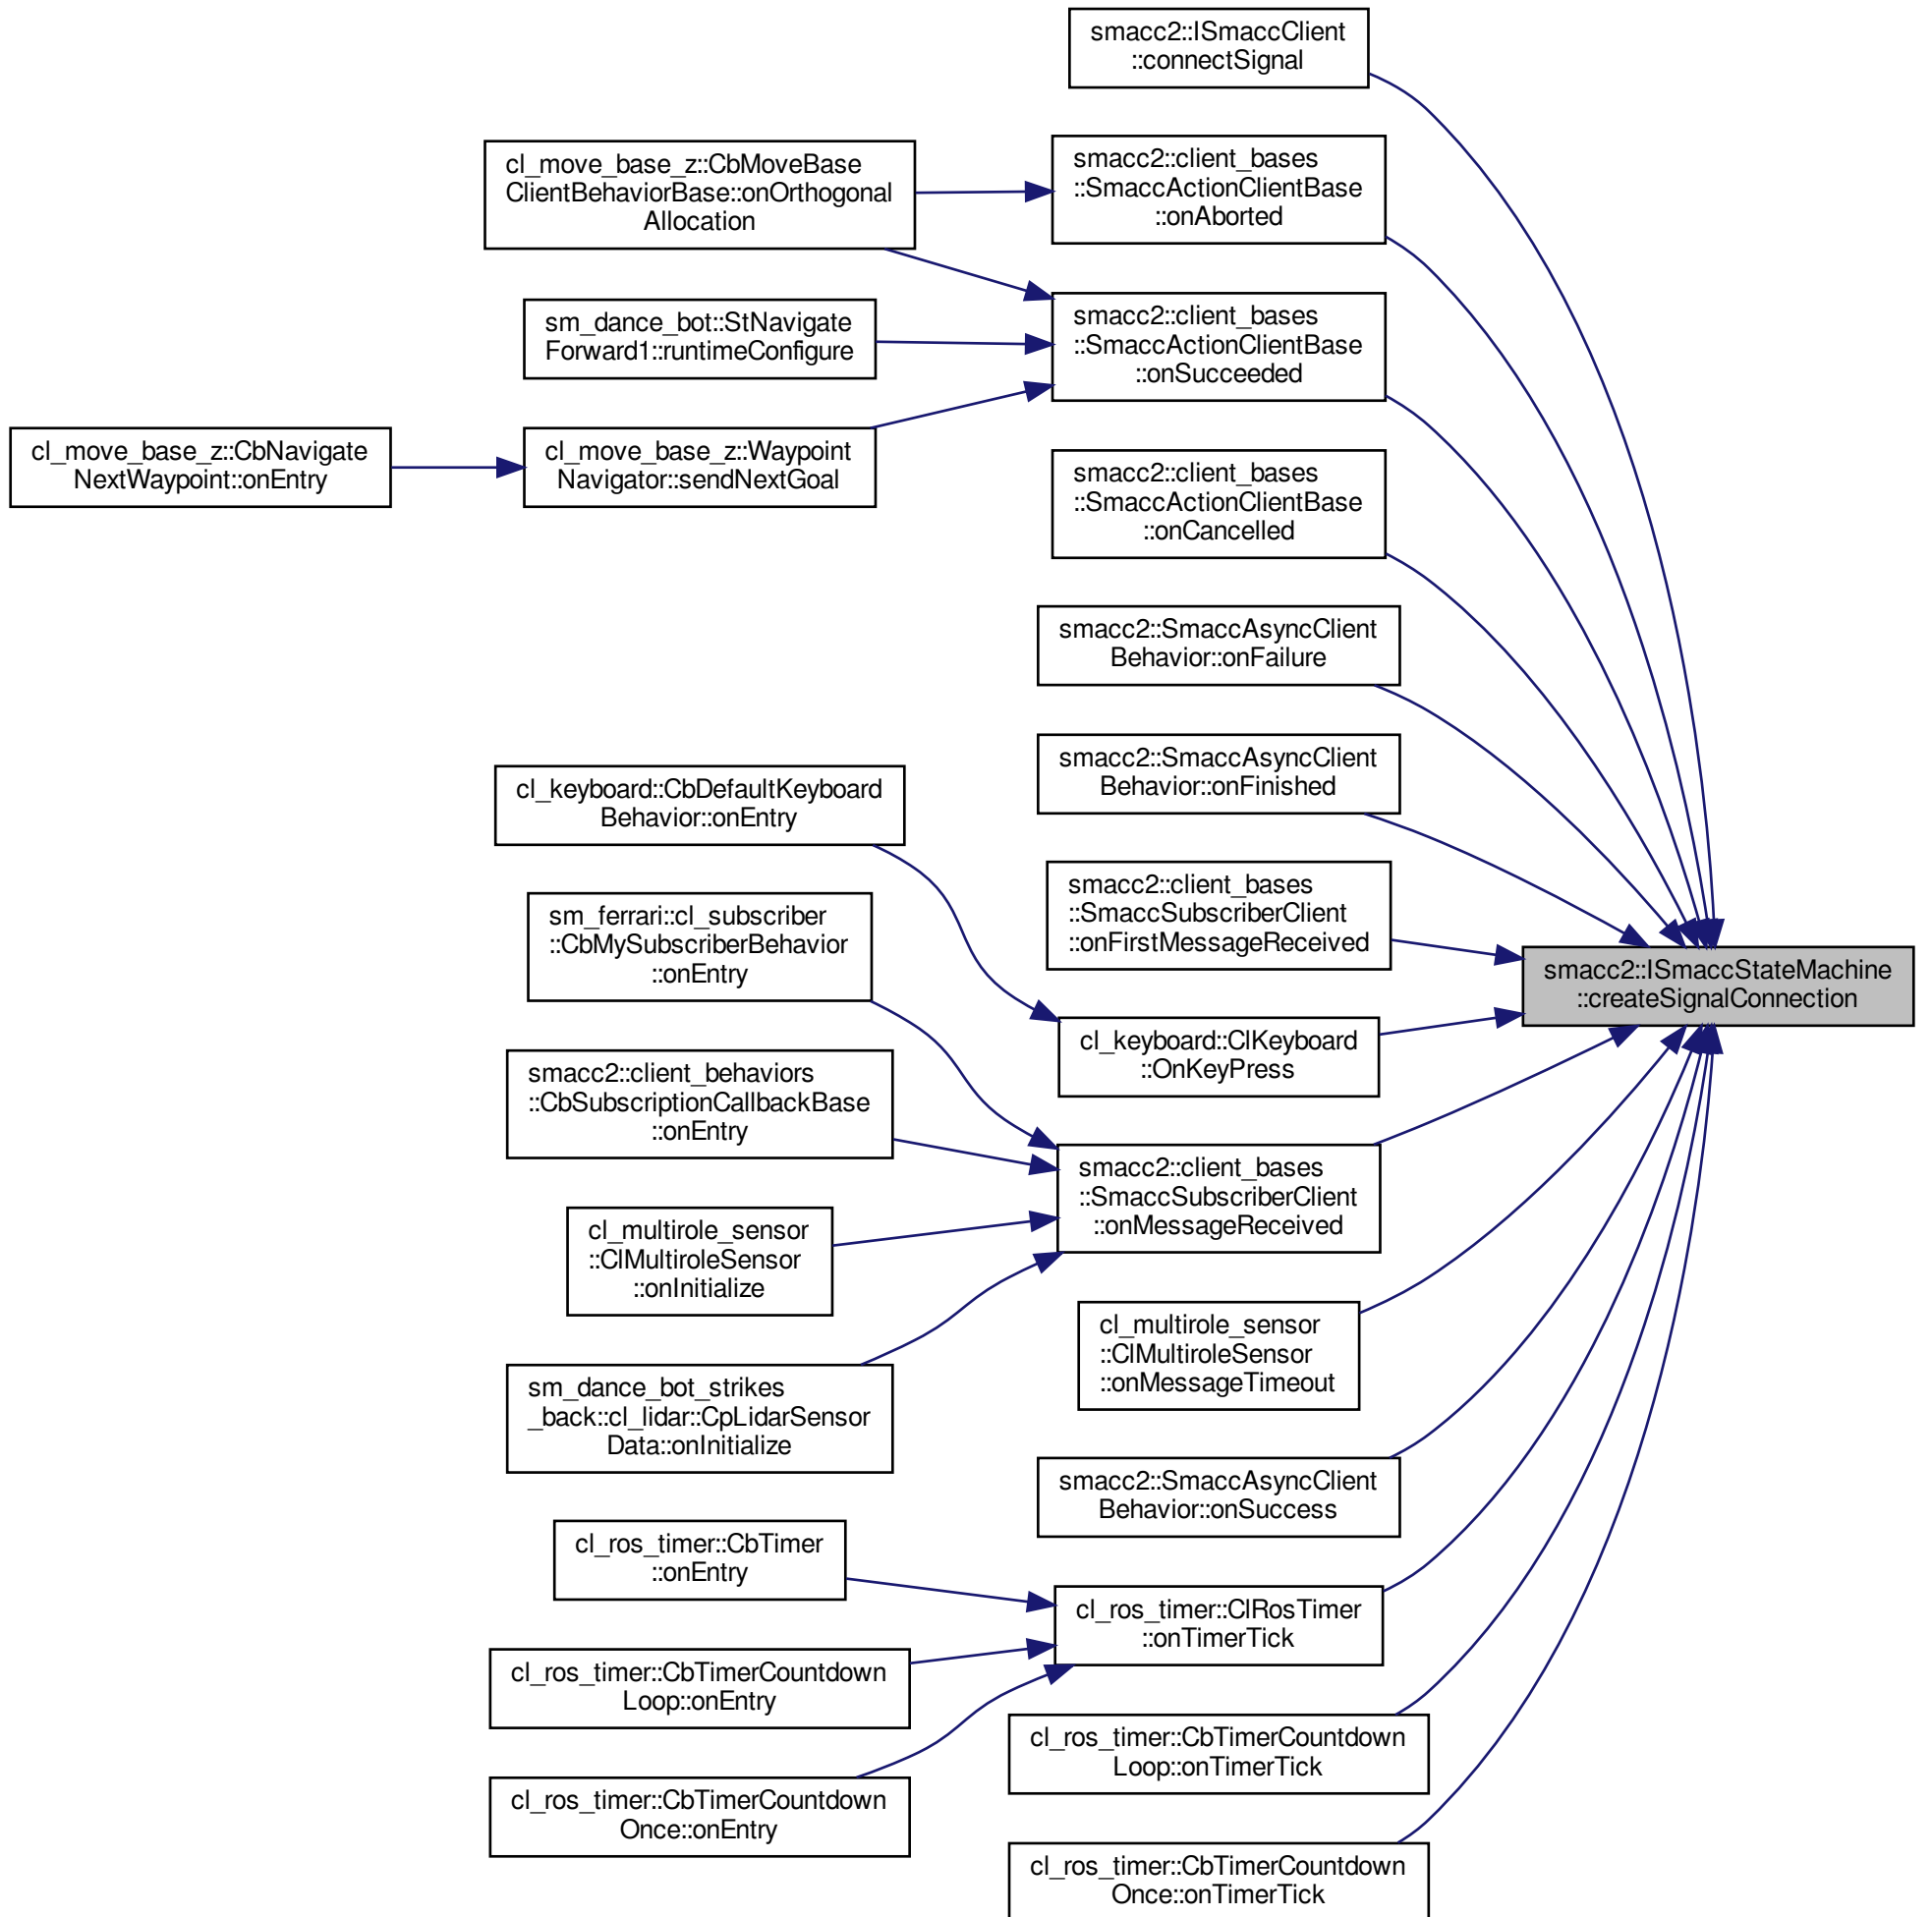 smacc2::ISmaccClient
::connectSignal
cl_move_base_z::CbMoveBase
ClientBehaviorBase::onOrthogonal
Allocation
smacc2::client_bases
::SmaccActionClientBase
::onAborted
sm_dance_bot::StNavigate
Forward1::runtimeConfigure
smacc2::client_bases
::SmaccActionClientBase
::onSucceeded
cl_move_base_z::CbNavigate
NextWaypoint::onEntry
cl_move_base_z::Waypoint
Navigator::sendNextGoal
smacc2::client_bases
::SmaccActionClientBase
::onCancelled
smacc2::SmaccAsyncClient
Behavior::onFailure
smacc2::SmaccAsyncClient
Behavior::onFinished
cl_keyboard::CbDefaultKeyboard
Behavior::onEntry
smacc2::client_bases
::SmaccSubscriberClient
::onFirstMessageReceived
sm_ferrari::cl_subscriber
::CbMySubscriberBehavior
::onEntry
smacc2::ISmaccStateMachine
::createSignalConnection
cl_keyboard::ClKeyboard
::OnKeyPress
smacc2::client_behaviors
::CbSubscriptionCallbackBase
::onEntry
smacc2::client_bases
::SmaccSubscriberClient
::onMessageReceived
cl_multirole_sensor
::ClMultiroleSensor
::onInitialize
cl_multirole_sensor
::ClMultiroleSensor
::onMessageTimeout
sm_dance_bot_strikes
_back::cl_lidar::CpLidarSensor
Data::onInitialize
smacc2::SmaccAsyncClient
Behavior::onSuccess
cl_ros_timer::CbTimer
::onEntry
cl_ros_timer::ClRosTimer
::onTimerTick
cl_ros_timer::CbTimerCountdown
Loop::onEntry
cl_ros_timer::CbTimerCountdown
Loop::onTimerTick
cl_ros_timer::CbTimerCountdown
Once::onEntry
cl_ros_timer::CbTimerCountdown
Once::onTimerTick